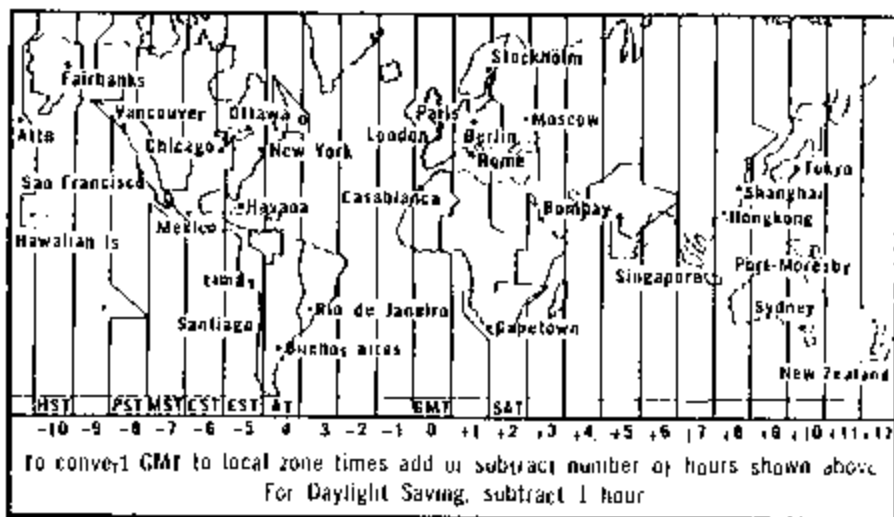 Stockholm
Fairbanks
Vancouver Ottawa Paris Moscow
Chicago London Berlin
New York Rome
Tokyo
San Francisco Casablanca Skanghai
Havana Bombay Hongkong
Mexico
Hawaiian Is
Singapore Port-Moresby
Rio de Janeiro Sydney
Santiago Capetown
Buenos aires
New Zealand
HST PST MST CST EST AT GMT SAT
-10 -9 -8 -7 -6 -5 4 3 -2 -1 0 +1 +2 +3 +4 +5 +6 +7 +8 +9 +10 +11 +12
To convert GMT to local zone times add or subtract number of hours shown above
For Daylight Saving, subtract 1 hour